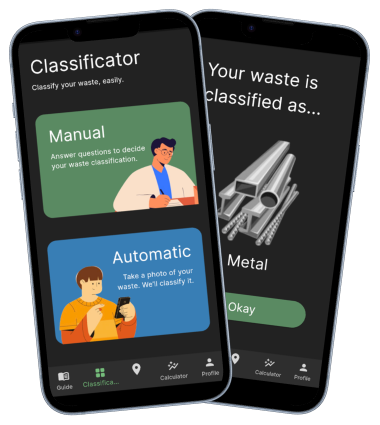 Classificator
Classify your waste, easily.
Manual
Answer questions to decide
your waste classification.
Automatic
Take a photo of your
waste. We'll classify it.
Guide
Classifica...
Calculator
Profile
Your waste is
classified as...
Metal
Okay
Calculator
Profile